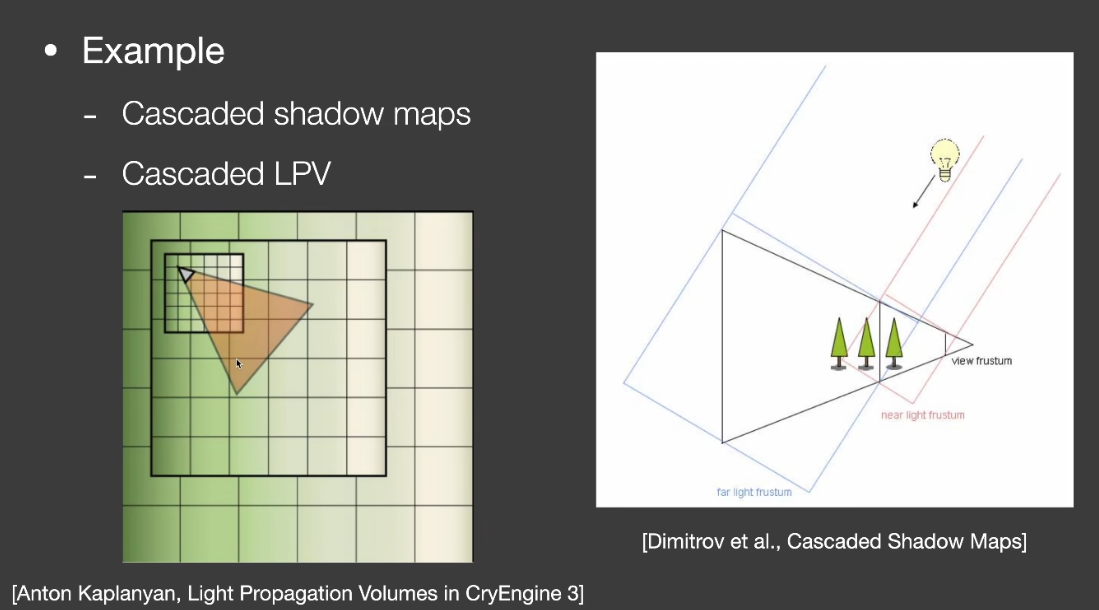 • Example
- Cascaded shadow maps
- Cascaded LPV
view frustum
near light frustum
far light frustum
[Dimitrov et al., Cascaded Shadow Maps]
[Anton Kaplanyan, Light Propagation Volumes in CryEngine 3]